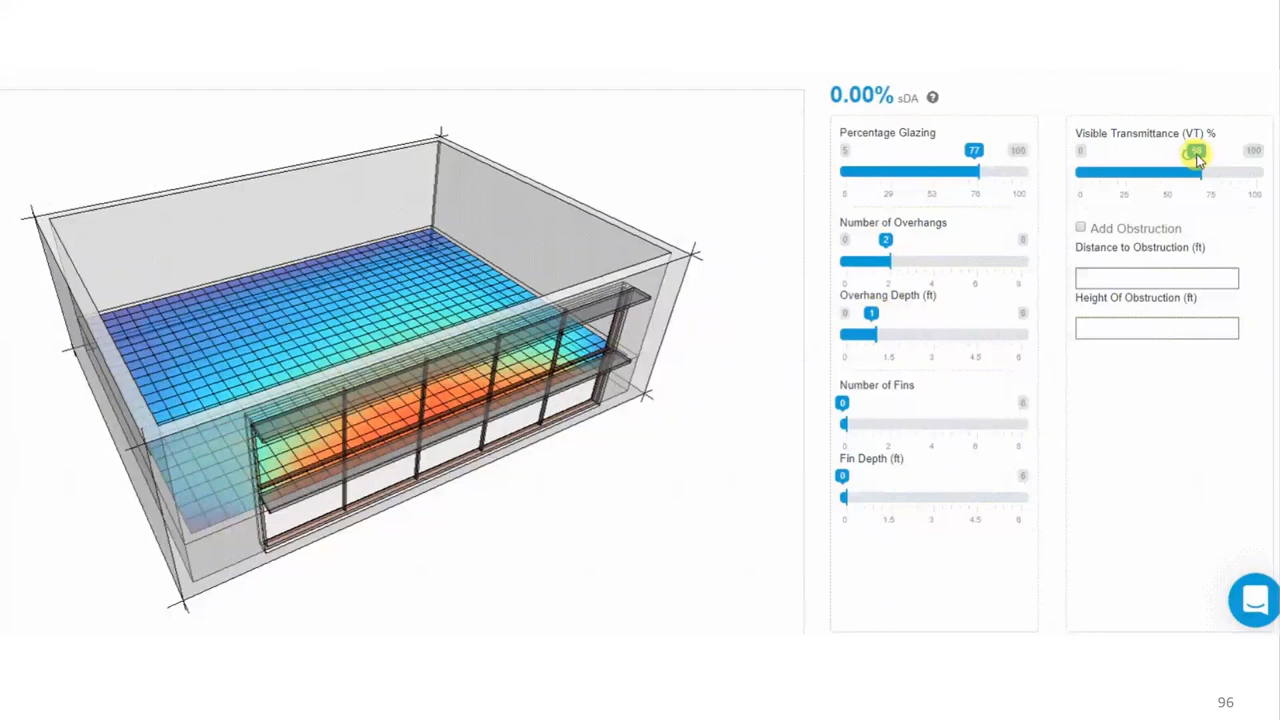 0.00% sDA ?
Percentage Glazing
5 77 100
5 29 53 76 100
Number of Overhangs
0 2 8
0 2 4 6 8
Overhang Depth (ft)
0 1 6
0 1.5 3 4.5 6
Number of Fins
0 8
0 2 4 6 8
Fin Depth (ft)
0 6
0 1.5 3 4.5 6
Visible Transmittance (VT) %
0 100
0 25 50 75 100
Add Obstruction
Distance to Obstruction (ft)
Height Of Obstruction (ft)
96